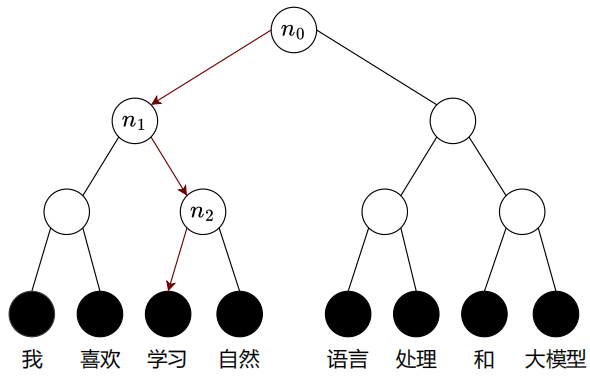 n₀
n₁
n₂
我 喜欢 学习 自然 语言 处理 和 大模型